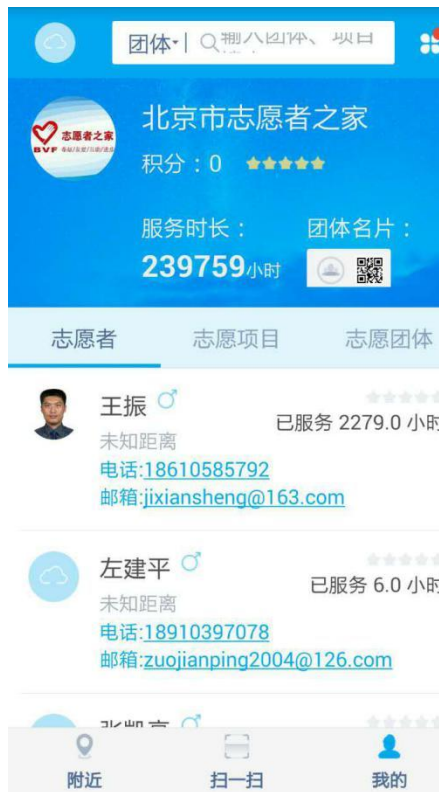 团体
北京市志愿者之家
志愿者之家
BVF
积分：0
服务时长：
团体名片：
239759小时
志愿者
志愿项目
志愿团体
王振
已服务 2279.0 小时
未知距离
电话:18610585792
邮箱:jixiansheng@163.com
左建平
已服务 6.0 小时
未知距离
电话:18910397078
邮箱:zuojianping2004@126.com
附近
扫一扫
我的